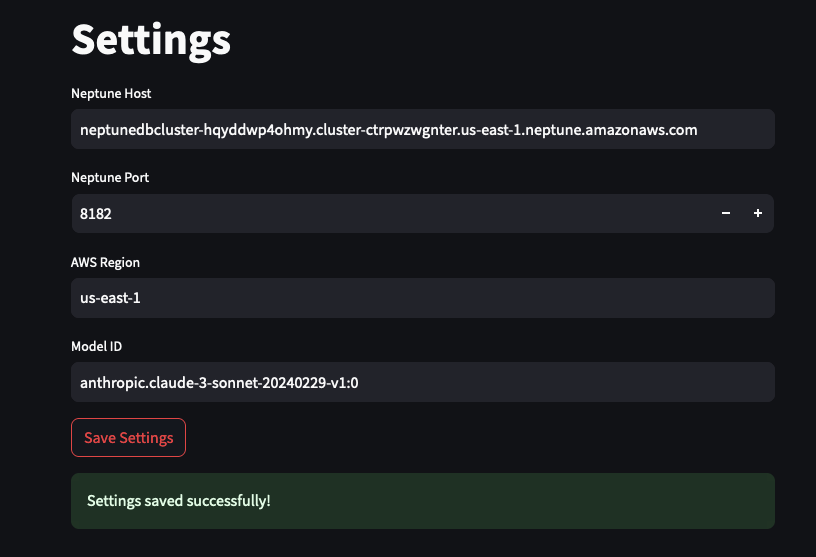 Settings
Neptune Host
neptunedbcluster-hqyddwp4ohmy.cluster-ctrpwzwgnter.us-east-1.neptune.amazonaws.com
Neptune Port
8182
AWS Region
us-east-1
Model ID
anthropic.claude-3-sonnet-20240229-v1:0
Save Settings
Settings saved successfully!